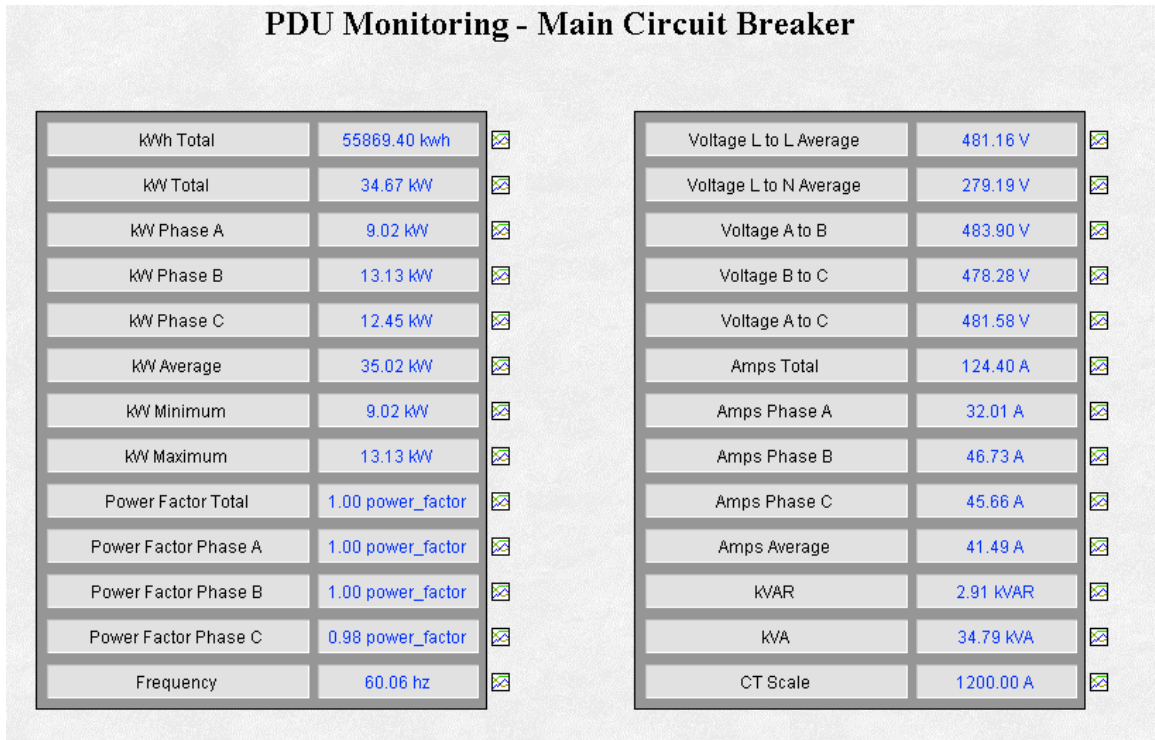 PDU Monitoring - Main Circuit Breaker
kWh Total 55869.40 kwh
kW Total 34.67 kW
kW Phase A 9.02 kW
kW Phase B 13.13 kW
kW Phase C 12.45 kW
kW Average 35.02 kW
kW Minimum 9.02 kW
kW Maximum 13.13 kW
Power Factor Total 1.00 power_factor
Power Factor Phase A 1.00 power_factor
Power Factor Phase B 1.00 power_factor
Power Factor Phase C 0.98 power_factor
Frequency 60.06 hz
Voltage L to L Average 481.16 V
Voltage L to N Average 279.19 V
Voltage A to B 483.90 V
Voltage B to C 478.28 V
Voltage A to C 481.58 V
Amps Total 124.40 A
Amps Phase A 32.01 A
Amps Phase B 46.73 A
Amps Phase C 45.66 A
Amps Average 41.49 A
kVAR 2.91 kVAR
kVA 34.79 kVA
CT Scale 1200.00 A